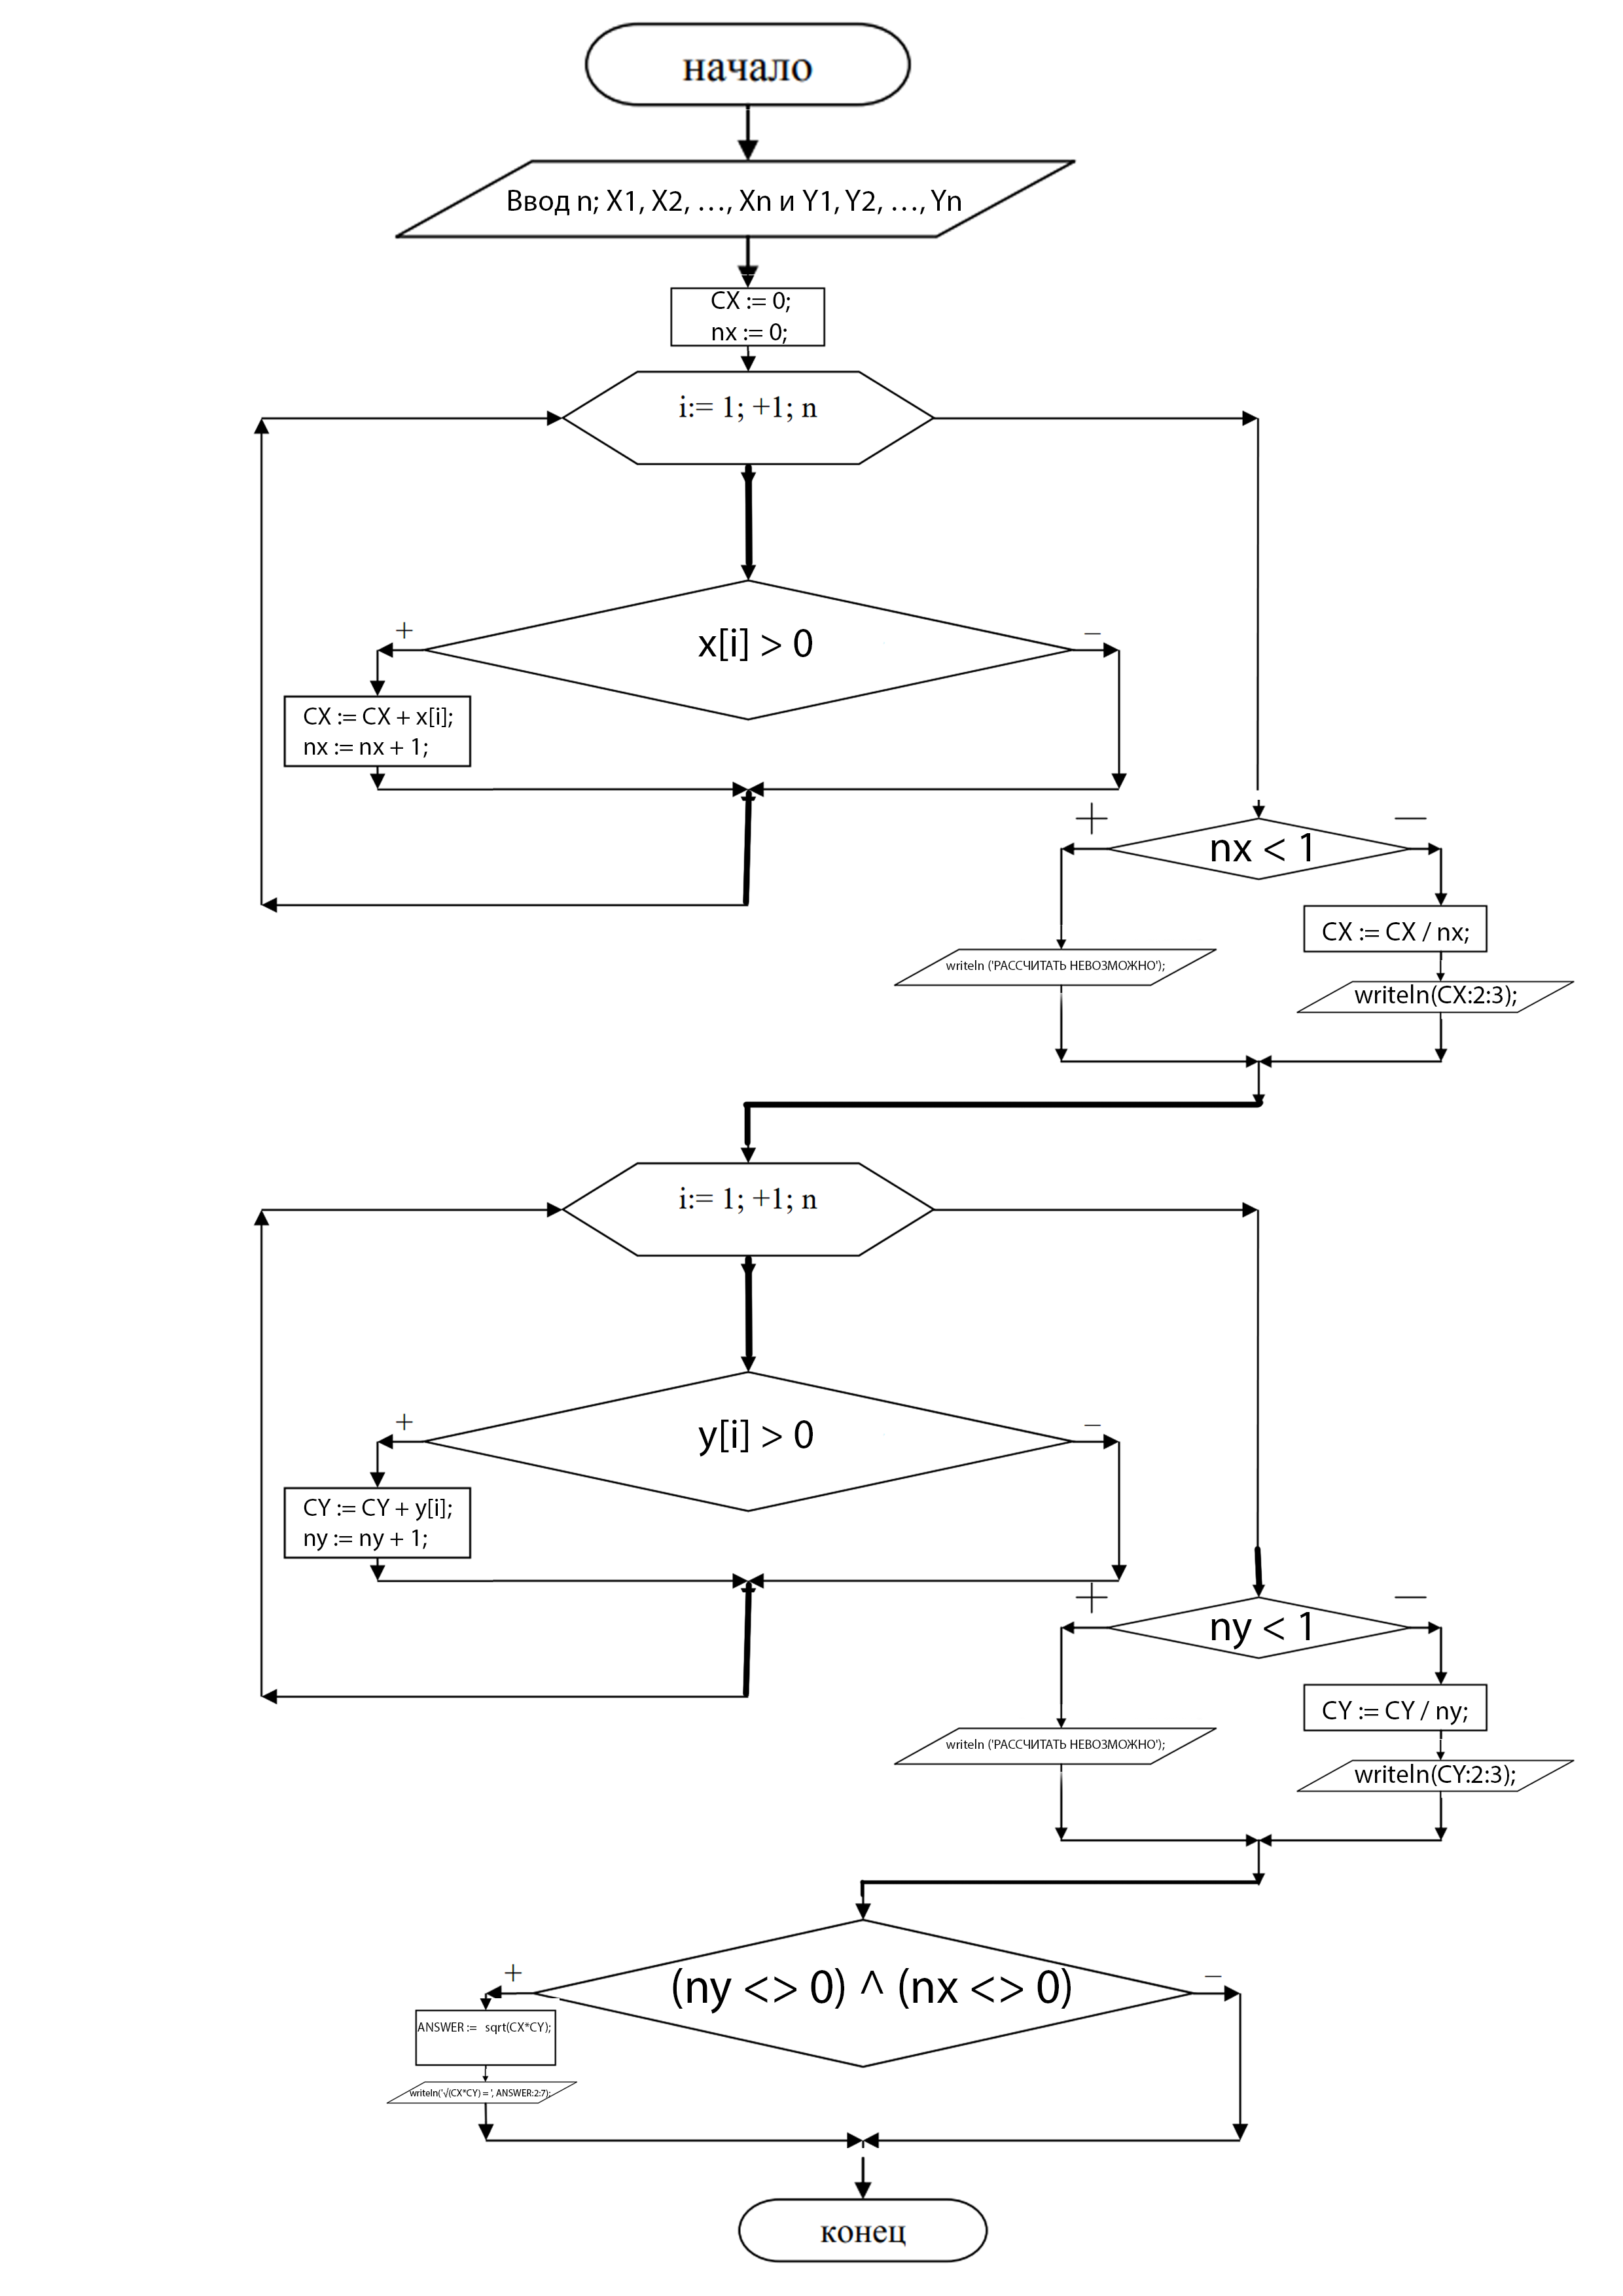 начало
Ввод n; X1, X2, …, Xn и Y1, Y2, …, Yn
CX := 0;
nx := 0;
i:= 1; +1; n
x[i] > 0
+
–
CX := CX + x[i];
nx := nx + 1;
nx < 1
+
–
CX := CX / nx;
writeln ('РАССЧИТАТЬ НЕВОЗМОЖНО');
writeln(CX:2:3);
i:= 1; +1; n
y[i] > 0
+
–
CY := CY + y[i];
ny := ny + 1;
ny < 1
+
–
CY := CY / ny;
writeln ('РАССЧИТАТЬ НЕВОЗМОЖНО');
writeln(CY:2:3);
(ny <> 0) ^ (nx <> 0)
+
–
ANSWER := sqrt(CX*CY);
writeln('√(CX*CY) = ', ANSWER:2:7);
конец